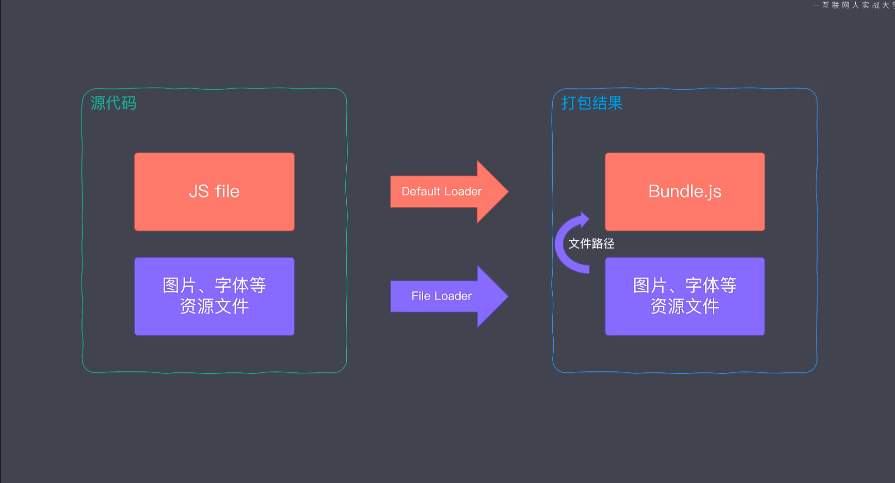 — 互联网人实战大学
源代码
打包结果
JS file
Default Loader
Bundle.js
文件路径
图片、字体等
资源文件
File Loader
图片、字体等
资源文件